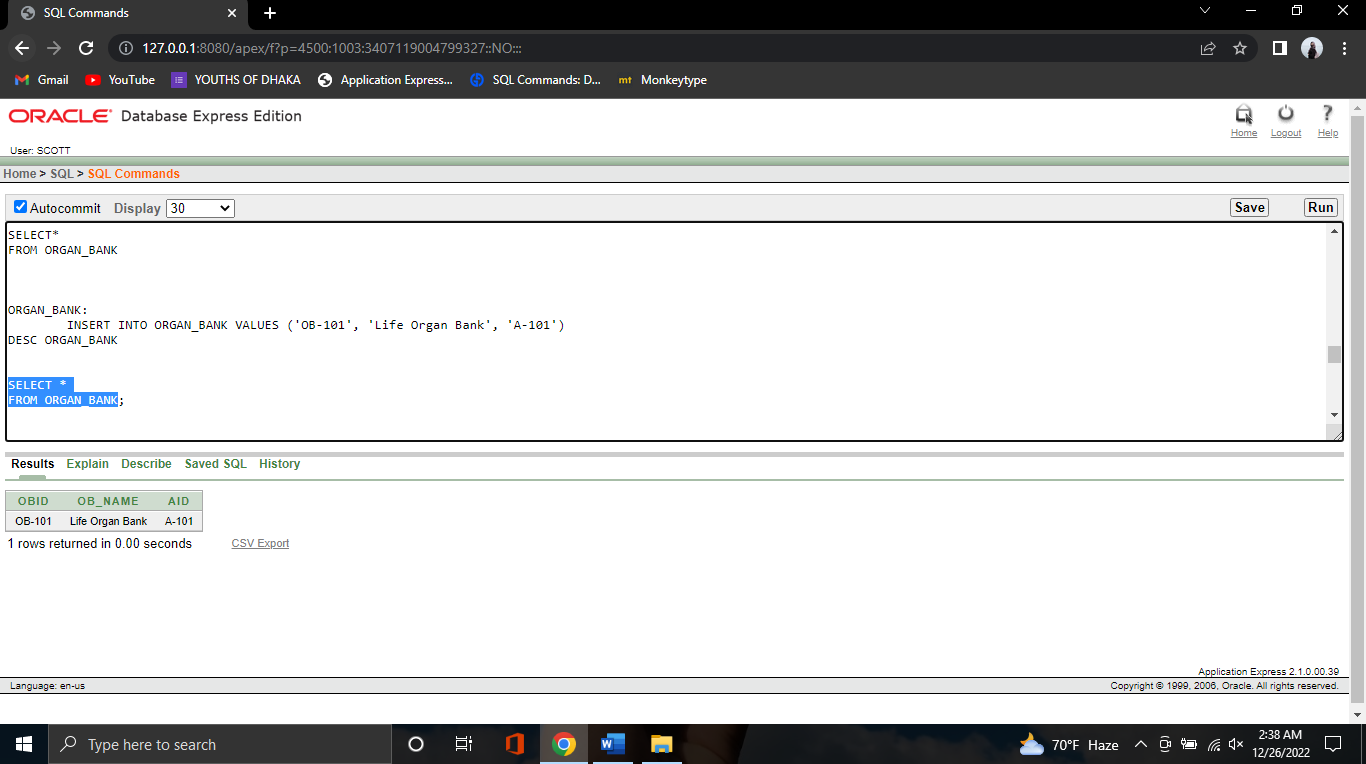 SQL Commands
127.0.0.1:8080/apex/f?p=4500:1003:3407119004799327::NO:::
Gmail YouTube YOUTHS OF DHAKA Application Express... SQL Commands: D... mt Monkeytype
ORACLE Database Express Edition
Home Logout Help
User: SCOTT
Home > SQL > SQL Commands
Autocommit Display 30 Save Run
SELECT*
FROM ORGAN_BANK
ORGAN_BANK:
INSERT INTO ORGAN_BANK VALUES ('OB-101', 'Life Organ Bank', 'A-101')
DESC ORGAN_BANK
SELECT *
FROM ORGAN_BANK;
Results Explain Describe Saved SQL History
OBID OB_NAME AID
OB-101 Life Organ Bank A-101
1 rows returned in 0.00 seconds CSV Export
Application Express 2.1.0.00.39
Language: en-us Copyright © 1999, 2006, Oracle. All rights reserved.
Type here to search
70°F Haze
2:38 AM
12/26/2022